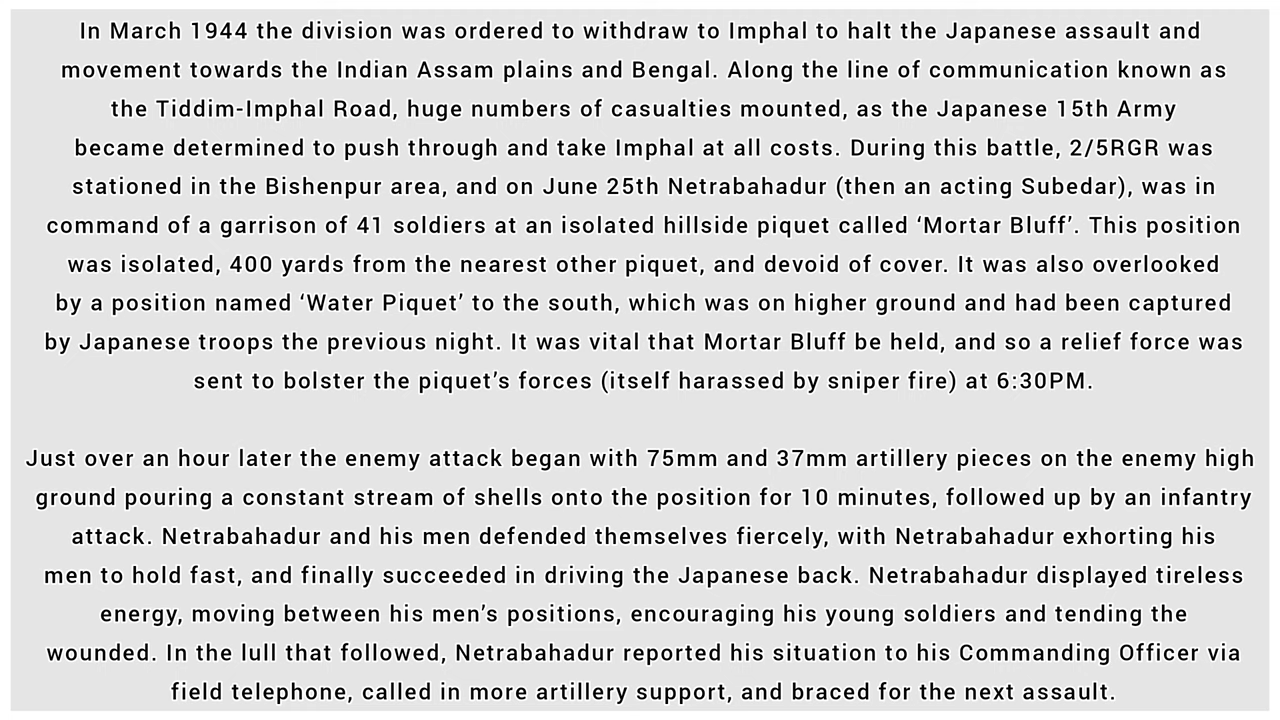 In March 1944 the division was ordered to withdraw to Imphal to halt the Japanese assault and
movement towards the Indian Assam plains and Bengal. Along the line of communication known as
the Tiddim-Imphal Road, huge numbers of casualties mounted, as the Japanese 15th Army
became determined to push through and take Imphal at all costs. During this battle, 2/5RGR was
stationed in the Bishenpur area, and on June 25th Netrabahadur (then an acting Subedar), was in
command of a garrison of 41 soldiers at an isolated hillside piquet called ‘Mortar Bluff’. This position
was isolated, 400 yards from the nearest other piquet, and devoid of cover. It was also overlooked
by a position named ‘Water Piquet’ to the south, which was on higher ground and had been captured
by Japanese troops the previous night. It was vital that Mortar Bluff be held, and so a relief force was
sent to bolster the piquet’s forces (itself harassed by sniper fire) at 6:30PM.
Just over an hour later the enemy attack began with 75mm and 37mm artillery pieces on the enemy high
ground pouring a constant stream of shells onto the position for 10 minutes, followed up by an infantry
attack. Netrabahadur and his men defended themselves fiercely, with Netrabahadur exhorting his
men to hold fast, and finally succeeded in driving the Japanese back. Netrabahadur displayed tireless
energy, moving between his men’s positions, encouraging his young soldiers and tending the
wounded. In the lull that followed, Netrabahadur reported his situation to his Commanding Officer via
field telephone, called in more artillery support, and braced for the next assault.